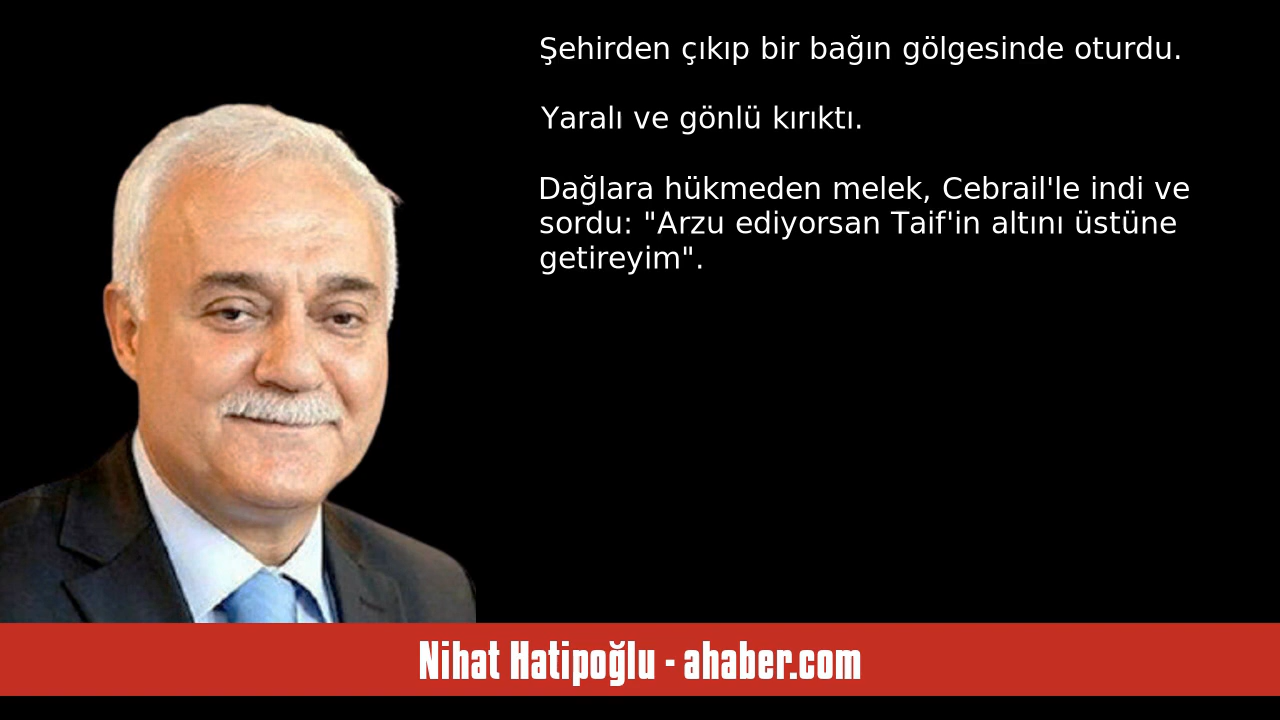 Şehirden çıkıp bir bağın gölgesinde oturdu.
Yaralı ve gönlü kırıktı.
Dağlara hükmeden melek, Cebrail'le indi ve
sordu: "Arzu ediyorsan Taif'in altını üstüne
getireyim".
Nihat Hatipoğlu - ahaber.com